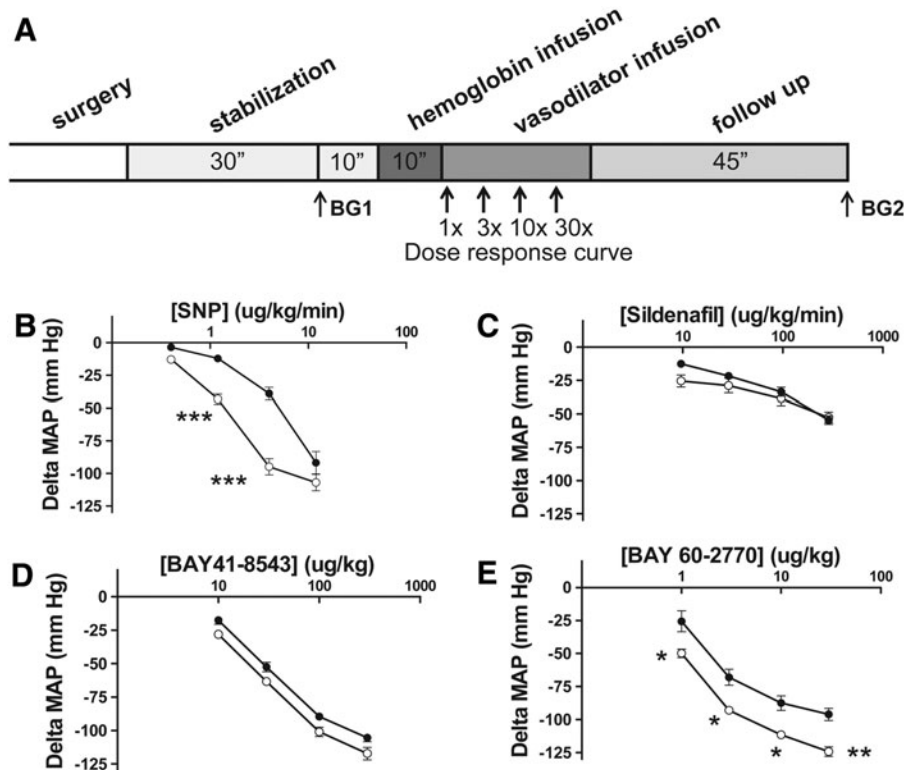 A
surgery
stabilization
hemoglobin infusion
vasodilator infusion
follow up
30”
10”
10”
45”
BG1
BG2
1x 3x 10x 30x
Dose response curve
B
[SNP] (ug/kg/min)
1 10 100
Delta MAP (mm Hg)
0
-25
-50
-75
-100
-125
***
***
C
[Sildenafil] (ug/kg/min)
10 100 1000
Delta MAP (mm Hg)
0
-25
-50
-75
-100
-125
D
[BAY41-8543] (ug/kg)
10 100 1000
Delta MAP (mm Hg)
0
-25
-50
-75
-100
-125
E
[BAY 60-2770] (ug/kg)
1 10 100
Delta MAP (mm Hg)
0
-25
-50
-75
-100
-125
*
*
*
**